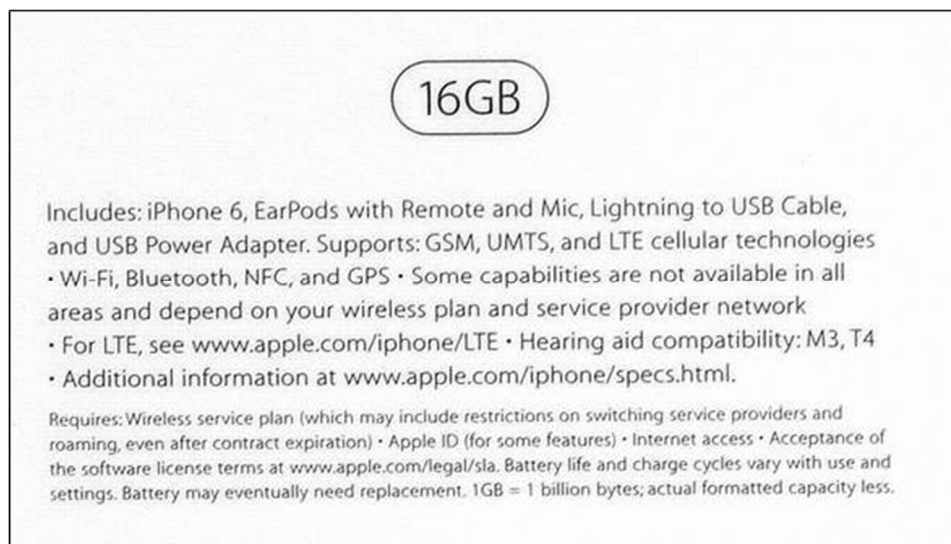 16GB
Includes: iPhone 6, EarPods with Remote and Mic, Lightning to USB Cable,
and USB Power Adapter. Supports: GSM, UMTS, and LTE cellular technologies
· Wi-Fi, Bluetooth, NFC, and GPS · Some capabilities are not available in all
areas and depend on your wireless plan and service provider network
· For LTE, see www.apple.com/iphone/LTE · Hearing aid compatibility: M3, T4
· Additional information at www.apple.com/iphone/specs.html.
Requires: Wireless service plan (which may include restrictions on switching service providers and
roaming, even after contract expiration) · Apple ID (for some features) · Internet access · Acceptance of
the software license terms at www.apple.com/legal/sla. Battery life and charge cycles vary with use and
settings. Battery may eventually need replacement. 1GB = 1 billion bytes; actual formatted capacity less.